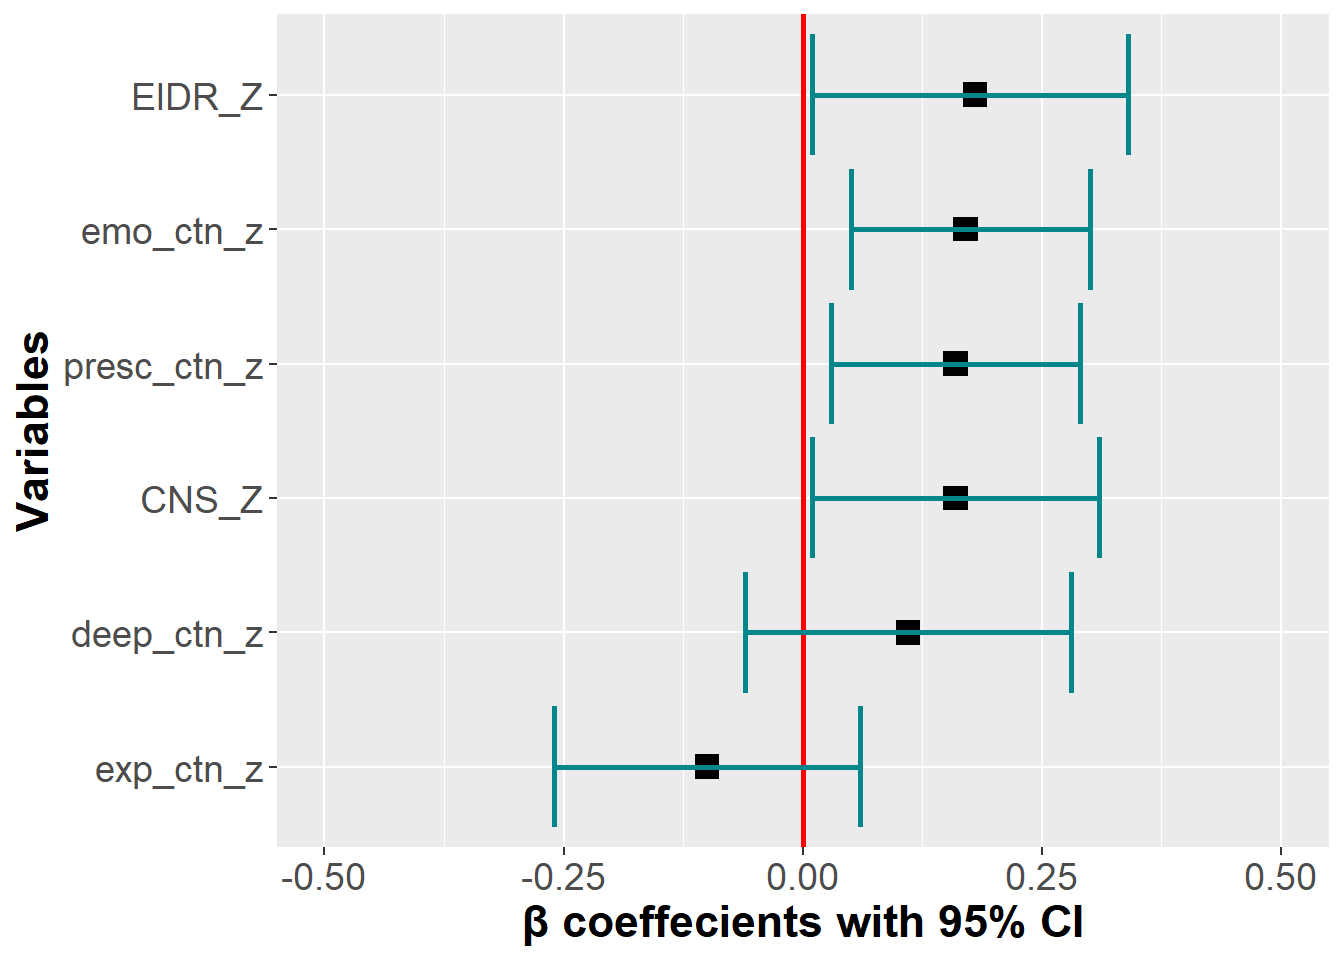 Variables
EIDR_Z
emo_ctn_z
presc_ctn_z
CNS_Z
deep_ctn_z
exp_ctn_z
-0.50 -0.25 0.00 0.25 0.50
β coeffecients with 95% CI